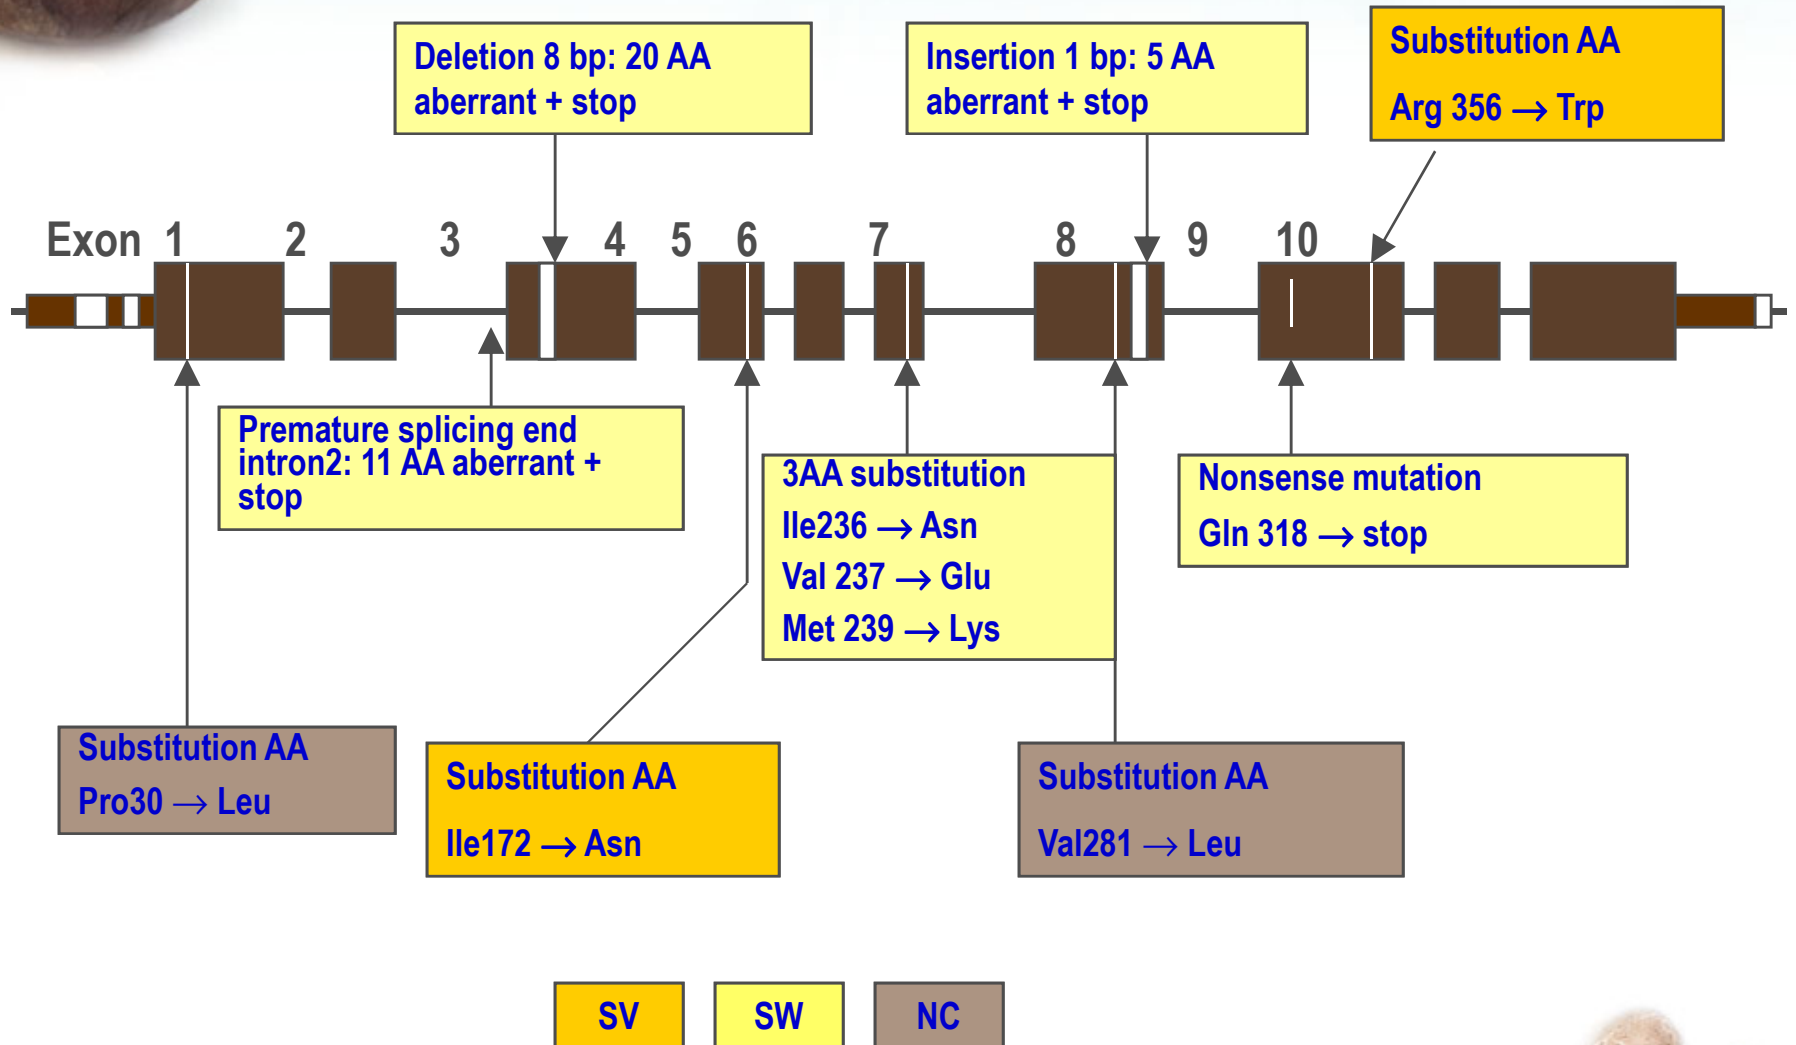 Deletion 8 bp: 20 AA
aberrant + stop
Insertion 1 bp: 5 AA
aberrant + stop
Substitution AA
Arg 356 → Trp
Exon 1 2 3 4 5 6 7 8 9 10
Premature splicing end
intron2: 11 AA aberrant +
stop
3AA substitution
Ile236 → Asn
Val 237 → Glu
Met 239 → Lys
Nonsense mutation
Gln 318 → stop
Substitution AA
Pro30 → Leu
Substitution AA
Ile172 → Asn
Substitution AA
Val281 → Leu
SV SW NC